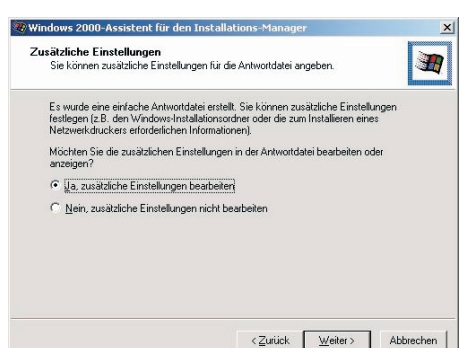 Windows 2000-Assistent für den Installations-Manager
Zusätzliche Einstellungen
Sie können zusätzliche Einstellungen für die Antwortdatei angeben.
Es wurde eine einfache Antwortdatei erstellt. Sie können zusätzliche Einstellungen
festlegen (z.B. den Windows-Installationsordner oder die zum Installieren eines
Netzwerkdruckers erforderlichen Informationen).
Möchten Sie die zusätzlichen Einstellungen in der Antwortdatei bearbeiten oder
anzeigen?
Ja, zusätzliche Einstellungen bearbeiten
Nein, zusätzliche Einstellungen nicht bearbeiten
< Zurück Weiter > Abbrechen